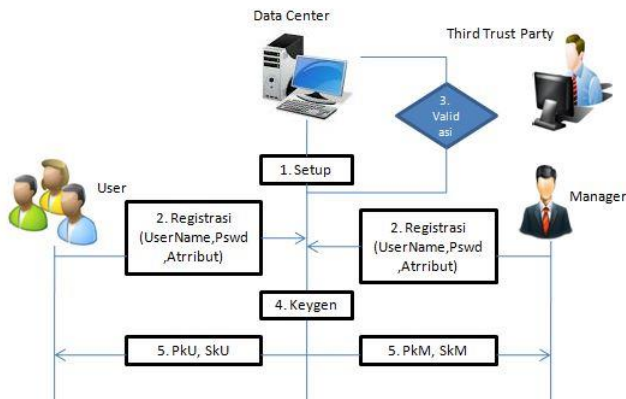 Data Center
Third Trust Party
3.
Valid
asi
1. Setup
User
Manager
2. Registrasi
(UserName,Pswd
,Atrribut)
2. Registrasi
(UserName,Pswd
,Atrribut)
4. Keygen
5. PkU, SkU
5. PkM, SkM